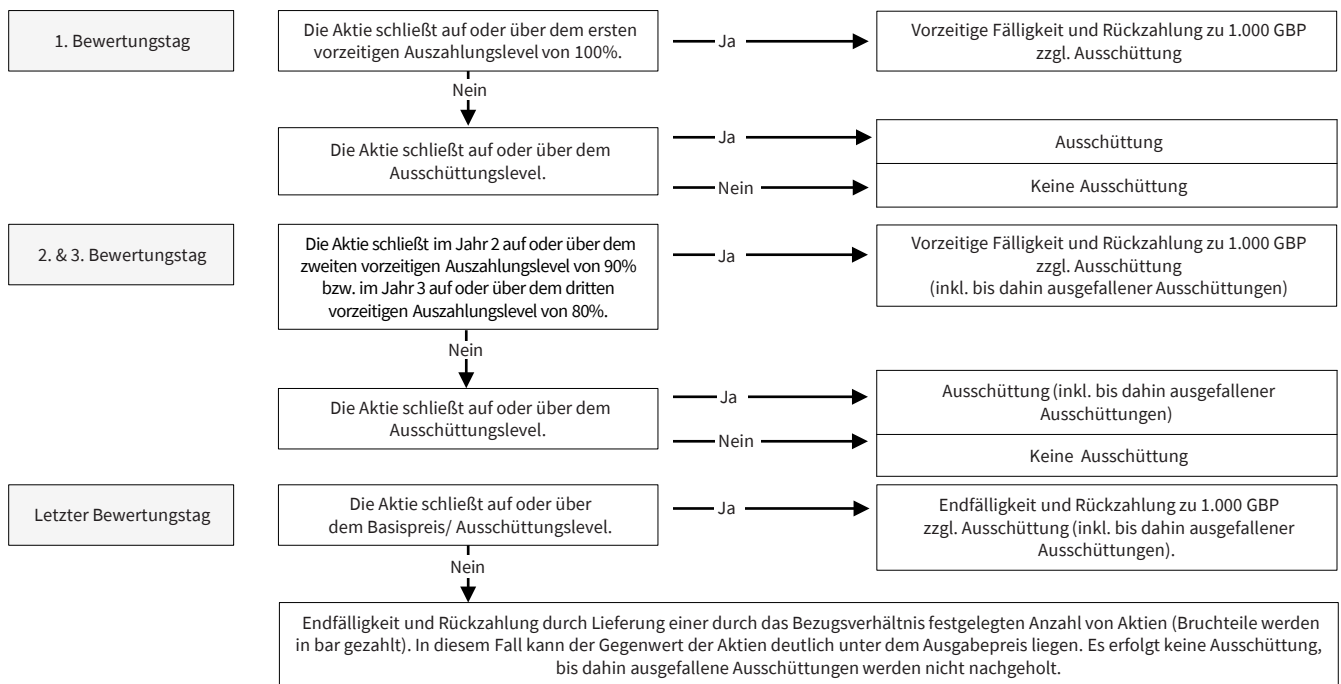 1. Bewertungstag
Die Aktie schließt auf oder über dem ersten
vorzeitigen Auszahlungslevel von 100%.
Ja
Vorzeitige Fälligkeit und Rückzahlung zu 1.000 GBP
zzgl. Ausschüttung
Nein
Die Aktie schließt auf oder über dem
Ausschüttungslevel.
Ja
Ausschüttung
Nein
Keine Ausschüttung
2. & 3. Bewertungstag
Die Aktie schließt im Jahr 2 auf oder über dem
zweiten vorzeitigen Auszahlungslevel von 90%
bzw. im Jahr 3 auf oder über dem dritten
vorzeitigen Auszahlungslevel von 80%.
Ja
Vorzeitige Fälligkeit und Rückzahlung zu 1.000 GBP
zzgl. Ausschüttung
(inkl. bis dahin ausgefallener Ausschüttungen)
Nein
Die Aktie schließt auf oder über dem
Ausschüttungslevel.
Ja
Ausschüttung (inkl. bis dahin ausgefallener
Ausschüttungen)
Nein
Keine Ausschüttung
Letzter Bewertungstag
Die Aktie schließt auf oder über
dem Basispreis/ Ausschüttungslevel.
Ja
Endfälligkeit und Rückzahlung zu 1.000 GBP
zzgl. Ausschüttung (inkl. bis dahin ausgefallener
Ausschüttungen).
Nein
Endfälligkeit und Rückzahlung durch Lieferung einer durch das Bezugsverhältnis festgelegten Anzahl von Aktien (Bruchteile werden
in bar gezahlt). In diesem Fall kann der Gegenwert der Aktien deutlich unter dem Ausgabepreis liegen. Es erfolgt keine Ausschüttung,
bis dahin ausgefallene Ausschüttungen werden nicht nachgeholt.